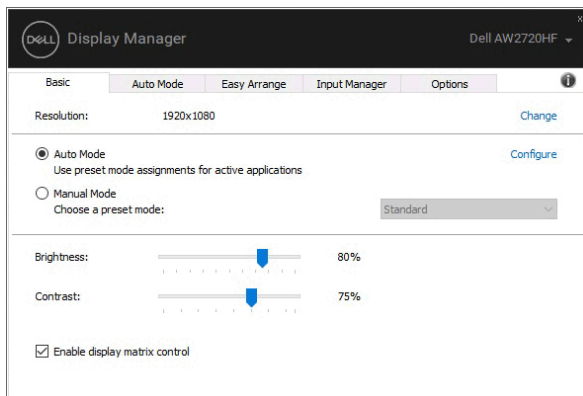 DELL Display Manager Dell AW2720HF
Basic Auto Mode Easy Arrange Input Manager Options
Resolution: 1920x1080 Change
Auto Mode Configure
Use preset mode assignments for active applications
Manual Mode
Choose a preset mode: Standard
Brightness: 80%
Contrast: 75%
Enable display matrix control